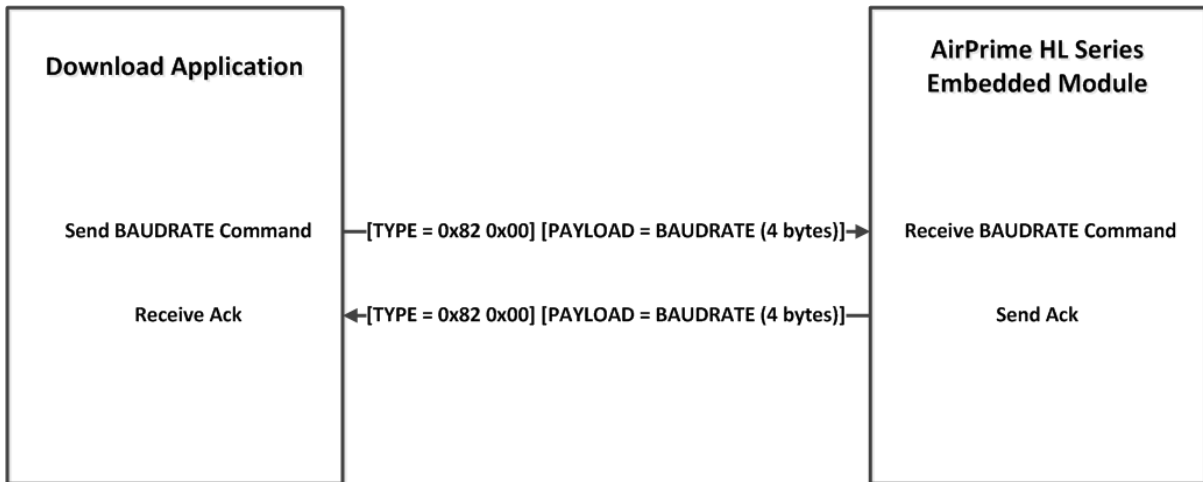 Download Application
AirPrime HL Series
Embedded Module
Send BAUDRATE Command
[TYPE = 0x82 0x00] [PAYLOAD = BAUDRATE (4 bytes)]
Receive BAUDRATE Command
Receive Ack
[TYPE = 0x82 0x00] [PAYLOAD = BAUDRATE (4 bytes)]
Send Ack